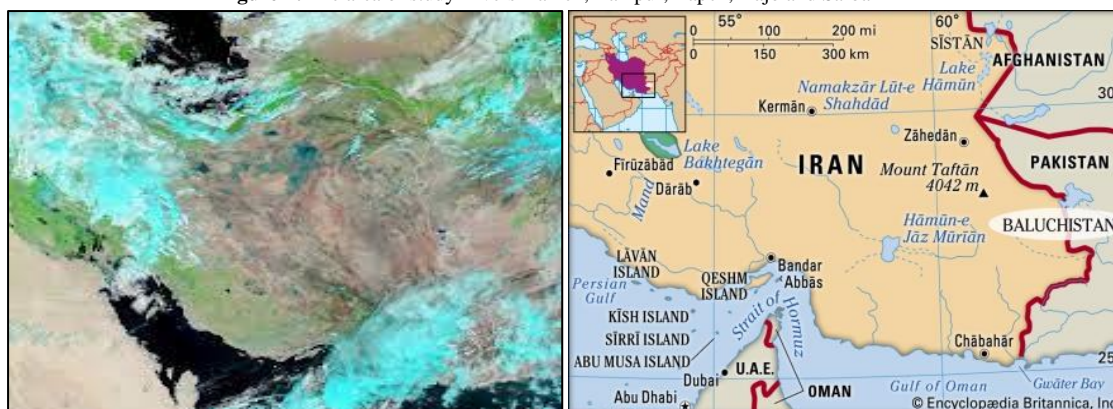 55°
60°
0 100 200 mi
0 100 200 300 km
SĪSTĀN
AFGHANISTAN
Lake
Hāmūn
Namakzār Lūt-e
Shahdād
Kermān
30
Zāhedān
PAKISTAN
Lake
Bakhtegān
Fīrūzābād
IRAN
Mount Taftān
4042 m
Mand
Dārāb
Hāmūn-e
Jāz Mūrīān
BALUCHISTAN
LĀVĀN
ISLAND
Bandar
Abbās
QESHM
ISLAND
Persian
Gulf
KĪSH ISLAND
Strait of
Hormuz
SĪRRĪ ISLAND
ABU MUSA ISLAND
Chābahār
25
U.A.E.
Dubai
Gwāter Bay
OMAN
Gulf of Oman
Abu Dhabi
© Encyclopædia Britannica, Inc